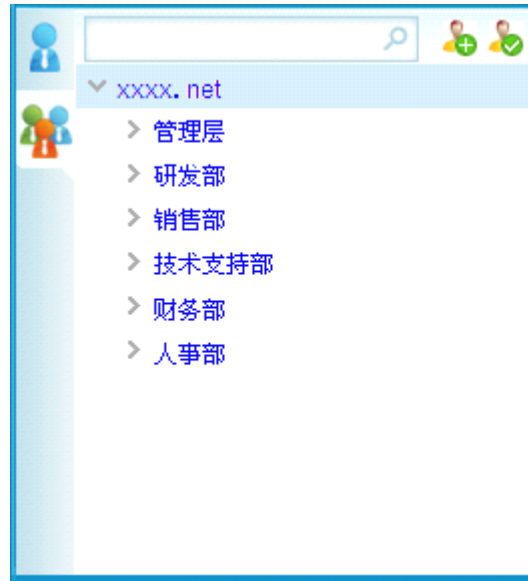 xxxx. net
管理层
研发部
销售部
技术支持部
财务部
人事部